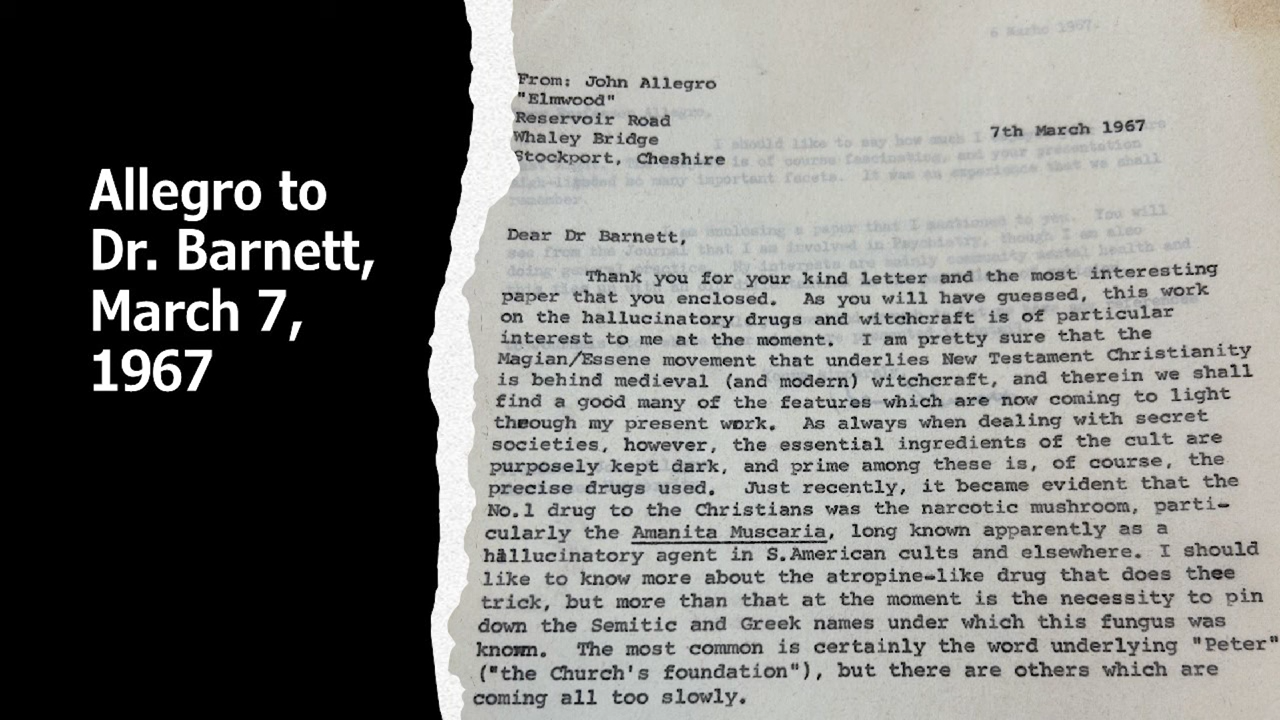 Allegro to
Dr. Barnett,
March 7,
1967
From: John Allegro
"Elmwood"
Reservoir Road
Whaley Bridge
Stockport, Cheshire
7th March 1967
Dear Dr Barnett,
Thank you for your kind letter and the most interesting
paper that you enclosed. As you will have guessed, this work
on the hallucinatory drugs and witchcraft is of particular
interest to me at the moment. I am pretty sure that the
Magian/Essene movement that underlies New Testament Christianity
is behind medieval (and modern) witchcraft, and therein we shall
find a good many of the features which are now coming to light
through my present work. As always when dealing with secret
societies, however, the essential ingredients of the cult are
purposely kept dark, and prime among these is, of course, the
precise drugs used. Just recently, it became evident that the
No.1 drug to the Christians was the narcotic mushroom, parti-
cularly the Amanita Muscaria, long known apparently as a
hallucinatory agent in S.American cults and elsewhere. I should
like to know more about the atropine-like drug that does thee
trick, but more than that at the moment is the necessity to pin
down the Semitic and Greek names under which this fungus was
known. The most common is certainly the word underlying "Peter"
("the Church's foundation"), but there are others which are
coming all too slowly.